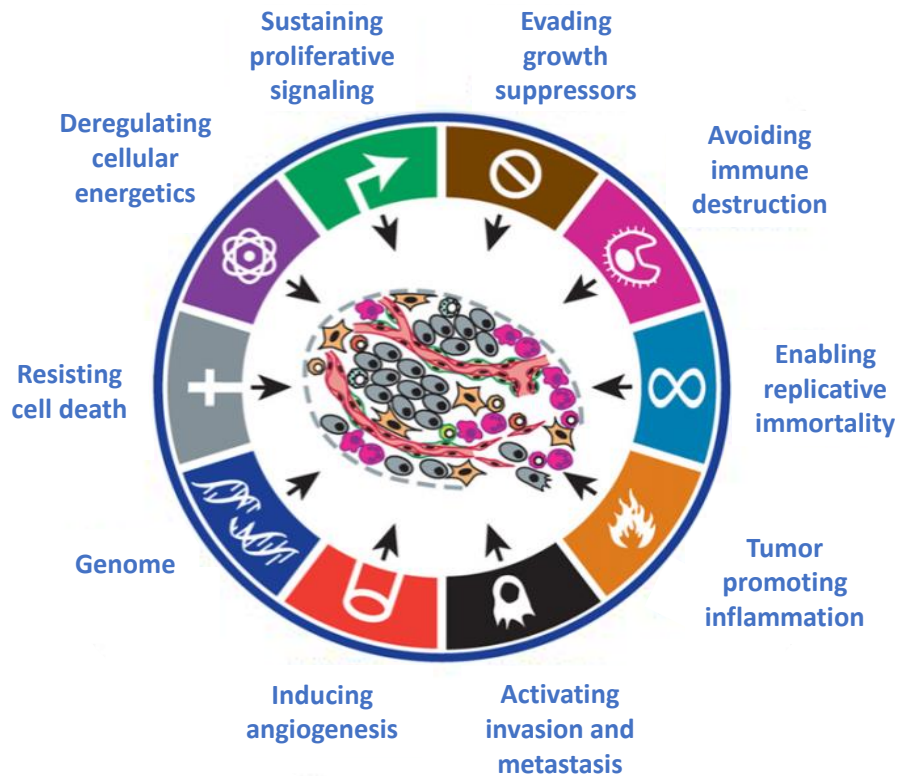 Sustaining
proliferative
signaling
Evading
growth
suppressors
Avoiding
immune
destruction
Enabling
replicative
immortality
Tumor
promoting
inflammation
Activating
invasion and
metastasis
Inducing
angiogenesis
Genome
Resisting
cell death
Deregulating
cellular
energetics